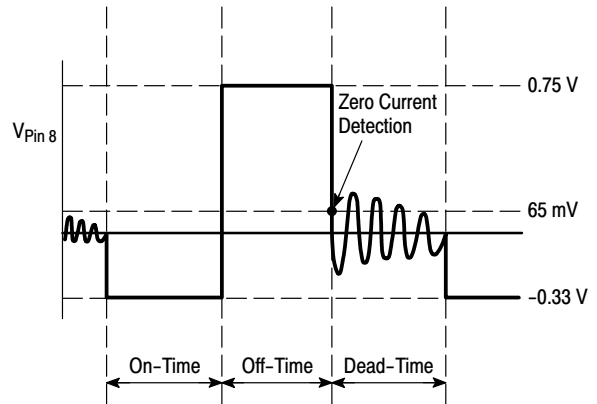 0.75 V
Zero Current
Detection
VPin 8
65 mV
–0.33 V
On–Time
Off–Time
Dead–Time